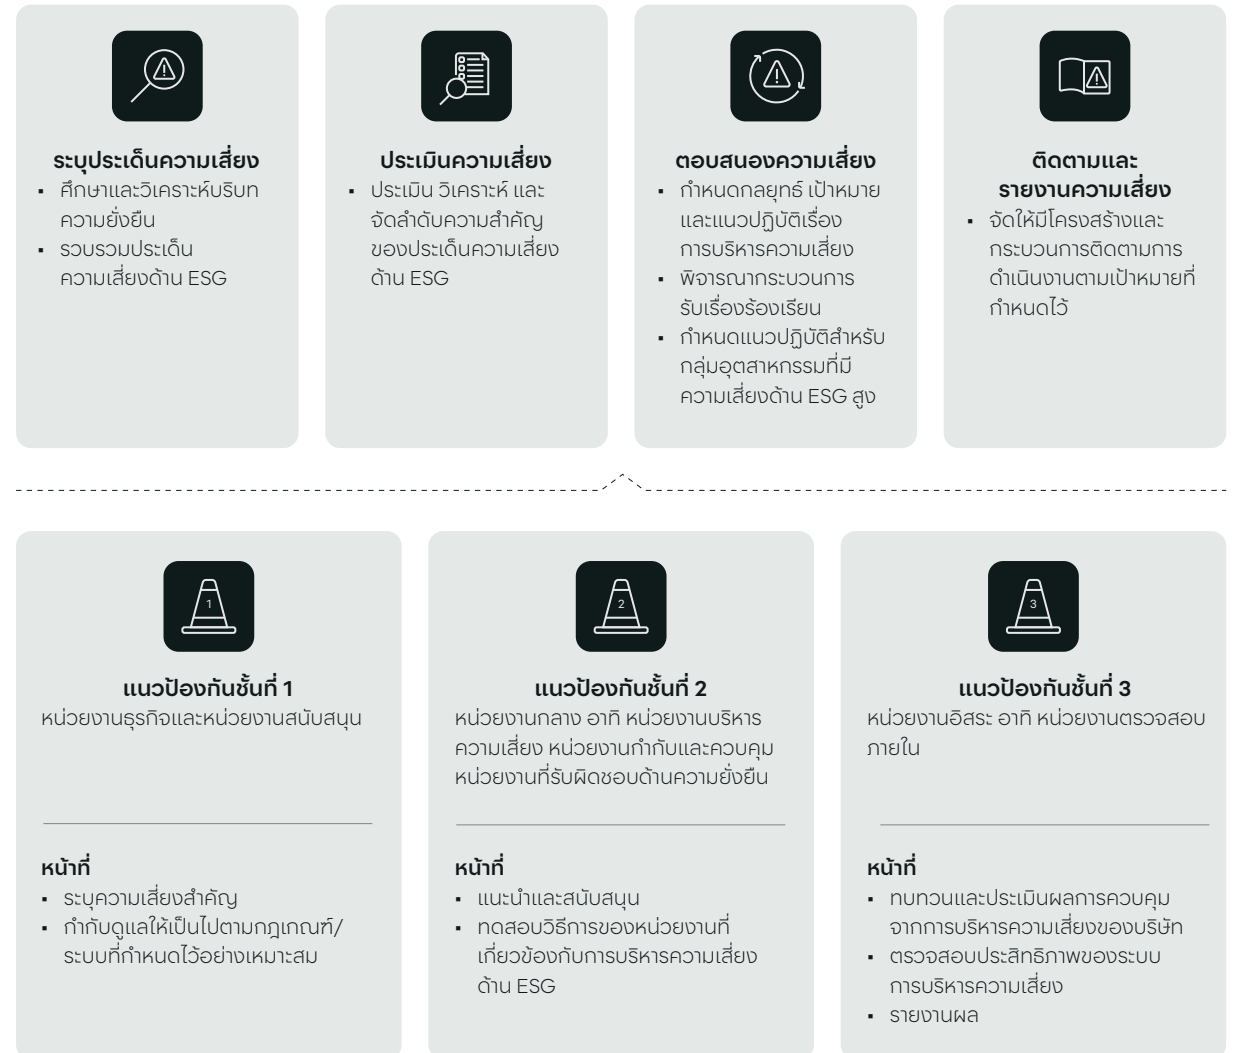 ระบุประเด็นความเสี่ยง
▪ ศึกษาและวิเคราะห์บริบท
ความยั่งยืน
▪ รวบรวมประเด็น
ความเสี่ยงด้าน ESG
ประเมินความเสี่ยง
▪ ประเมิน วิเคราะห์ และ
จัดลำดับความสำคัญ
ของประเด็นความเสี่ยง
ด้าน ESG
ตอบสนองความเสี่ยง
▪ กำหนดกลยุทธ์ เป้าหมาย
และแนวปฏิบัติเรื่อง
การบริหารความเสี่ยง
▪ พิจารณากระบวนการ
รับเรื่องร้องเรียน
▪ กำหนดแนวปฏิบัติสำหรับ
กลุ่มอุตสาหกรรมที่มี
ความเสี่ยงด้าน ESG สูง
ติดตามและ
รายงานความเสี่ยง
▪ จัดให้มีโครงสร้างและ
กระบวนการติดตามการ
ดำเนินงานตามเป้าหมายที่
กำหนดไว้
1
แนวป้องกันชั้นที่ 1
หน่วยงานธุรกิจและหน่วยงานสนับสนุน
หน้าที่
▪ ระบุความเสี่ยงสำคัญ
▪ กำกับดูแลให้เป็นไปตามกฎเกณฑ์/
ระบบที่กำหนดไว้อย่างเหมาะสม
2
แนวป้องกันชั้นที่ 2
หน่วยงานกลาง อาทิ หน่วยงานบริหาร
ความเสี่ยง หน่วยงานกำกับและควบคุม
หน่วยงานที่รับผิดชอบด้านความยั่งยืน
หน้าที่
▪ แนะนำและสนับสนุน
▪ ทดสอบวิธีการของหน่วยงานที่
เกี่ยวข้องกับการบริหารความเสี่ยง
ด้าน ESG
3
แนวป้องกันชั้นที่ 3
หน่วยงานอิสระ อาทิ หน่วยงานตรวจสอบ
ภายใน
หน้าที่
▪ ทบทวนและประเมินผลการควบคุม
จากการบริหารความเสี่ยงของบริษัท
▪ ตรวจสอบประสิทธิภาพของระบบ
การบริหารความเสี่ยง
▪ รายงานผล